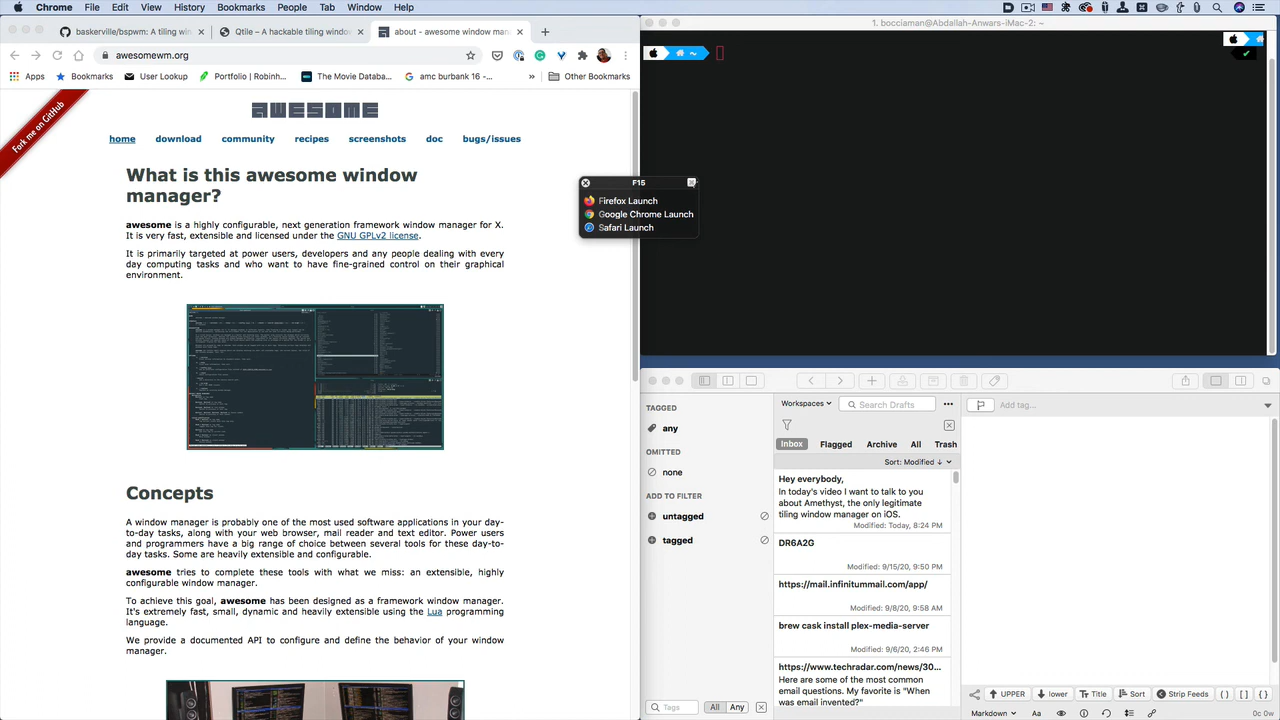 Chrome File Edit View History Bookmarks People Tab Window Help
baskerville/bspwm: A tiling win
Qtile – A hackable tiling window
about - awesome window man
awesomewm.org
Apps Bookmarks User Lookup Portfolio | Robinh... The Movie Databa... amc burbank 16 -... » Other Bookmarks
Fork me on GitHub
awesome
home download community recipes screenshots doc bugs/issues
What is this awesome window
manager?
awesome is a highly configurable, next generation framework window manager for X.
It is very fast, extensible and licensed under the GNU GPLv2 license.
It is primarily targeted at power users, developers and any people dealing with every
day computing tasks and who want to have fine-grained control on their graphical
environment.
Concepts
A window manager is probably one of the most used software applications in your day-
to-day tasks, along with your web browser, mail reader and text editor. Power users
and programmers have a big range of choice between several tools for these day-to-
day tasks. Some are heavily extensible and configurable.
awesome tries to complete these tools with what we miss: an extensible, highly
configurable window manager.
To achieve this goal, awesome has been designed as a framework window manager.
It's extremely fast, small, dynamic and heavily extensible using the Lua programming
language.
We provide a documented API to configure and define the behavior of your window
manager.
F15
Firefox Launch
Google Chrome Launch
Safari Launch
1. bocciaman@Abdallah-Anwars-iMac-2: ~
~
TAGGED
any
OMITTED
none
ADD TO FILTER
untagged
tagged
Tags All Any
Workspaces Search Drafts
Inbox Flagged Archive All Trash
Sort: Modified ↓
Hey everybody,
In today's video I want to talk to you
about Amethyst, the only legitimate
tiling window manager on iOS.
Modified: Today, 8:24 PM
DR6A2G
Modified: 9/15/20, 9:50 PM
https://mail.infinitummail.com/app/
Modified: 9/8/20, 9:58 AM
brew cask install plex-media-server
Modified: 9/6/20, 2:46 PM
https://www.techradar.com/news/30...
Here are some of the most common
email qustions. My favorite is "When
was email invented?"
Add tag...
UPPER lower Title Sort Strip Feeds ( ) [ ] { }
Markdown Aa 0c 0w